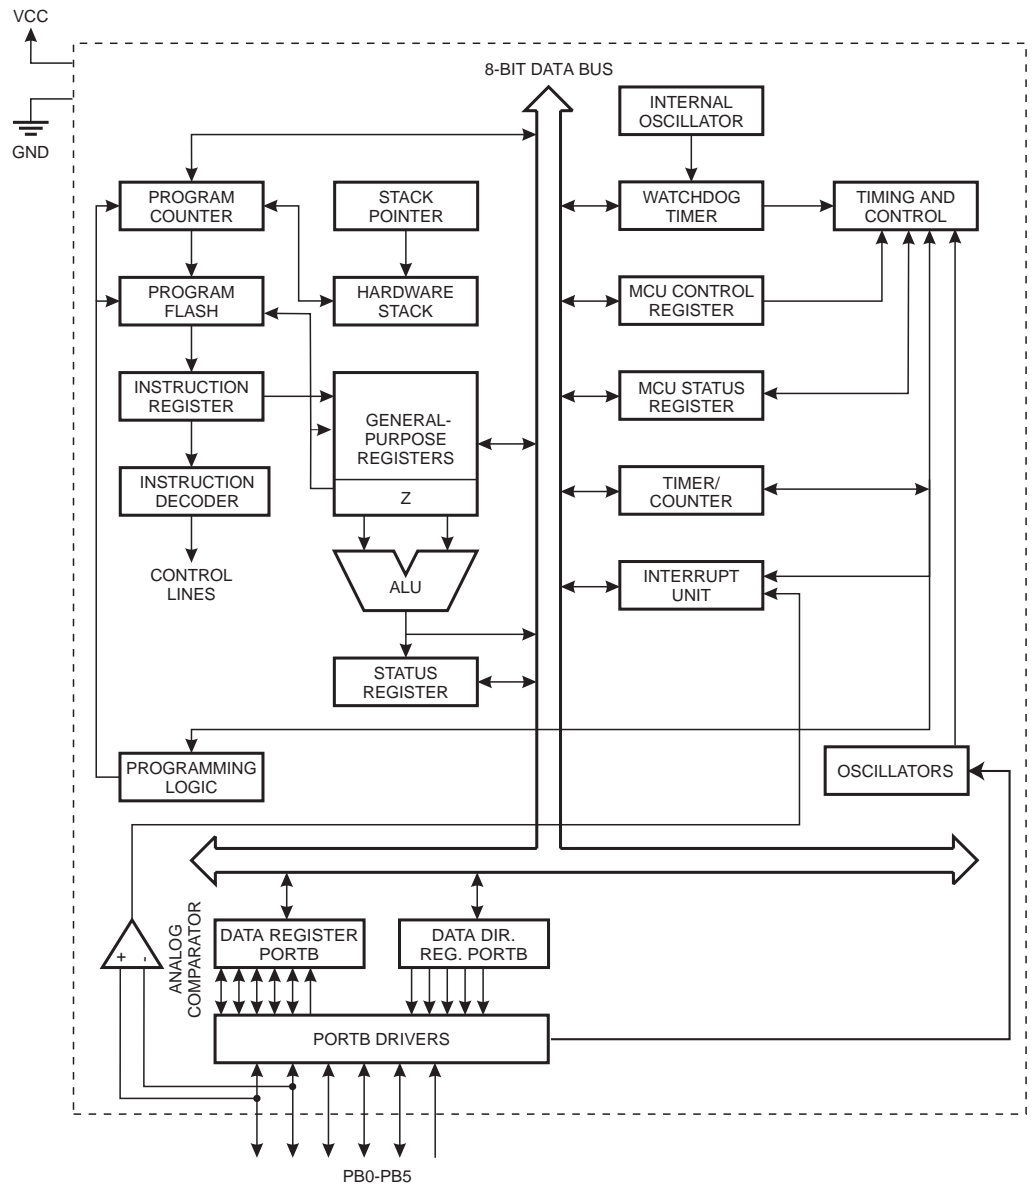 VCC
GND
8-BIT DATA BUS
INTERNAL
OSCILLATOR
PROGRAM
COUNTER
STACK
POINTER
WATCHDOG
TIMER
TIMING AND
CONTROL
PROGRAM
FLASH
HARDWARE
STACK
MCU CONTROL
REGISTER
INSTRUCTION
REGISTER
GENERAL-
PURPOSE
REGISTERS
Z
MCU STATUS
REGISTER
INSTRUCTION
DECODER
TIMER/
COUNTER
CONTROL
LINES
ALU
INTERRUPT
UNIT
STATUS
REGISTER
PROGRAMMING
LOGIC
OSCILLATORS
ANALOG
COMPARATOR
+
-
DATA REGISTER
PORTB
DATA DIR.
REG. PORTB
PORTB DRIVERS
PB0-PB5